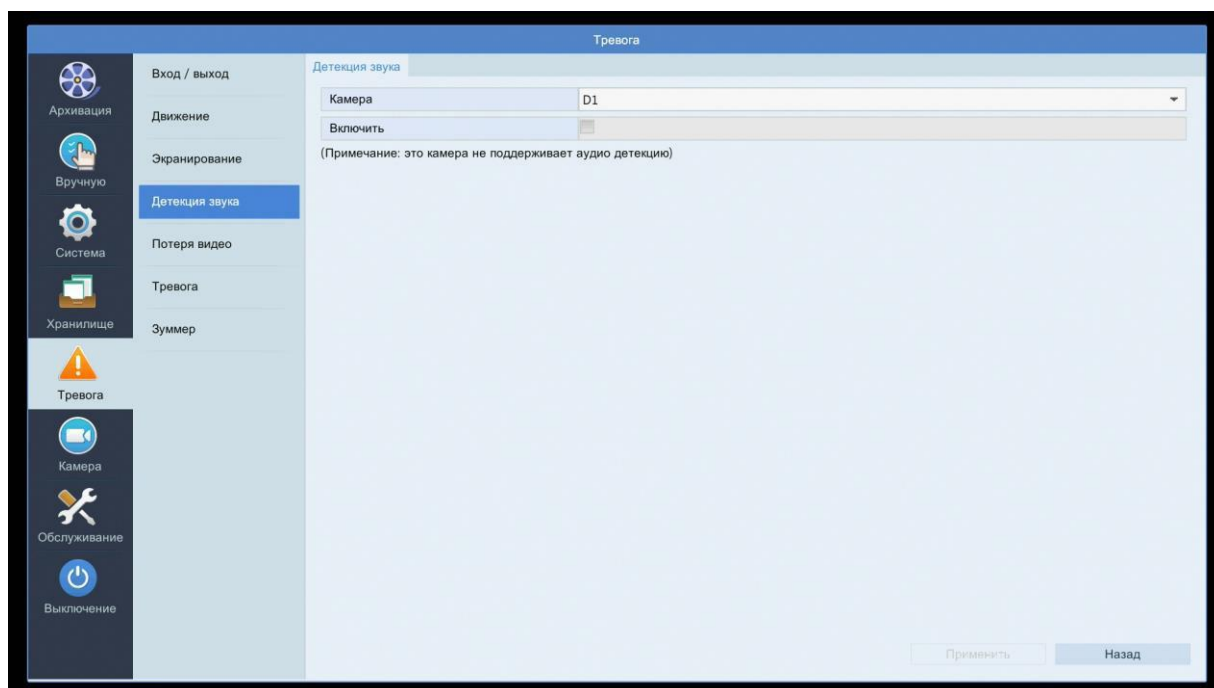 Тревога
Архивация
Вручную
Система
Хранилище
Тревога
Камера
Обслуживание
Выключение
Вход / выход
Движение
Экранирование
Детекция звука
Потеря видео
Тревога
Зуммер
Детекция звука
Камера D1
Включить
(Примечание: это камера не поддерживает аудио детекцию)
Применить Назад